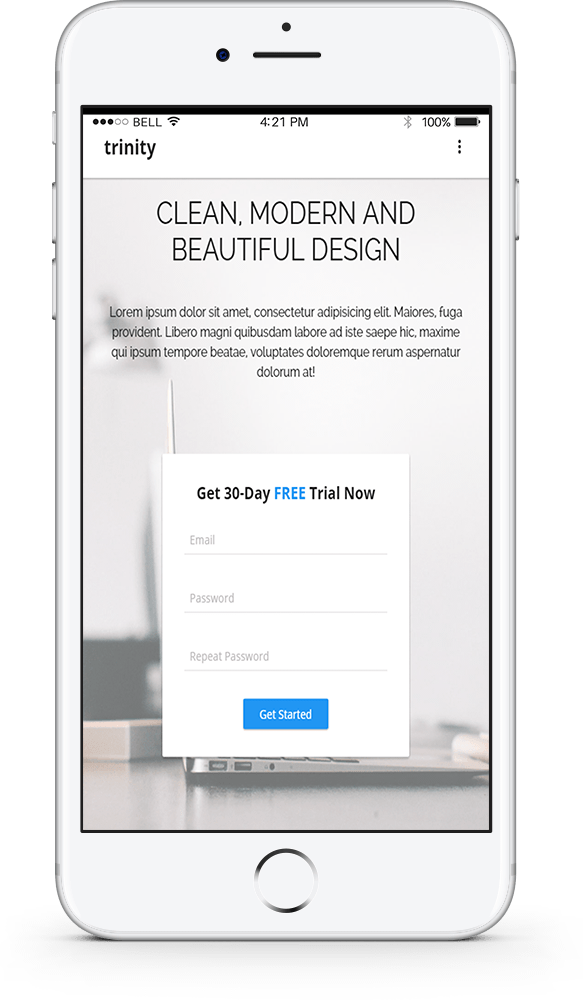 BELL 4:21 PM 100%
trinity
CLEAN, MODERN AND
BEAUTIFUL DESIGN
Lorem ipsum dolor sit amet, consectetur adipisicing elit. Maiores, fuga
provident. Libero magni quibusdam labore ad iste saepe hic, maxime
qui ipsum tempore beatae, voluptates doloremque rerum aspernatur
dolorum at!
Get 30-Day FREE Trial Now
Email
Password
Repeat Password
Get Started